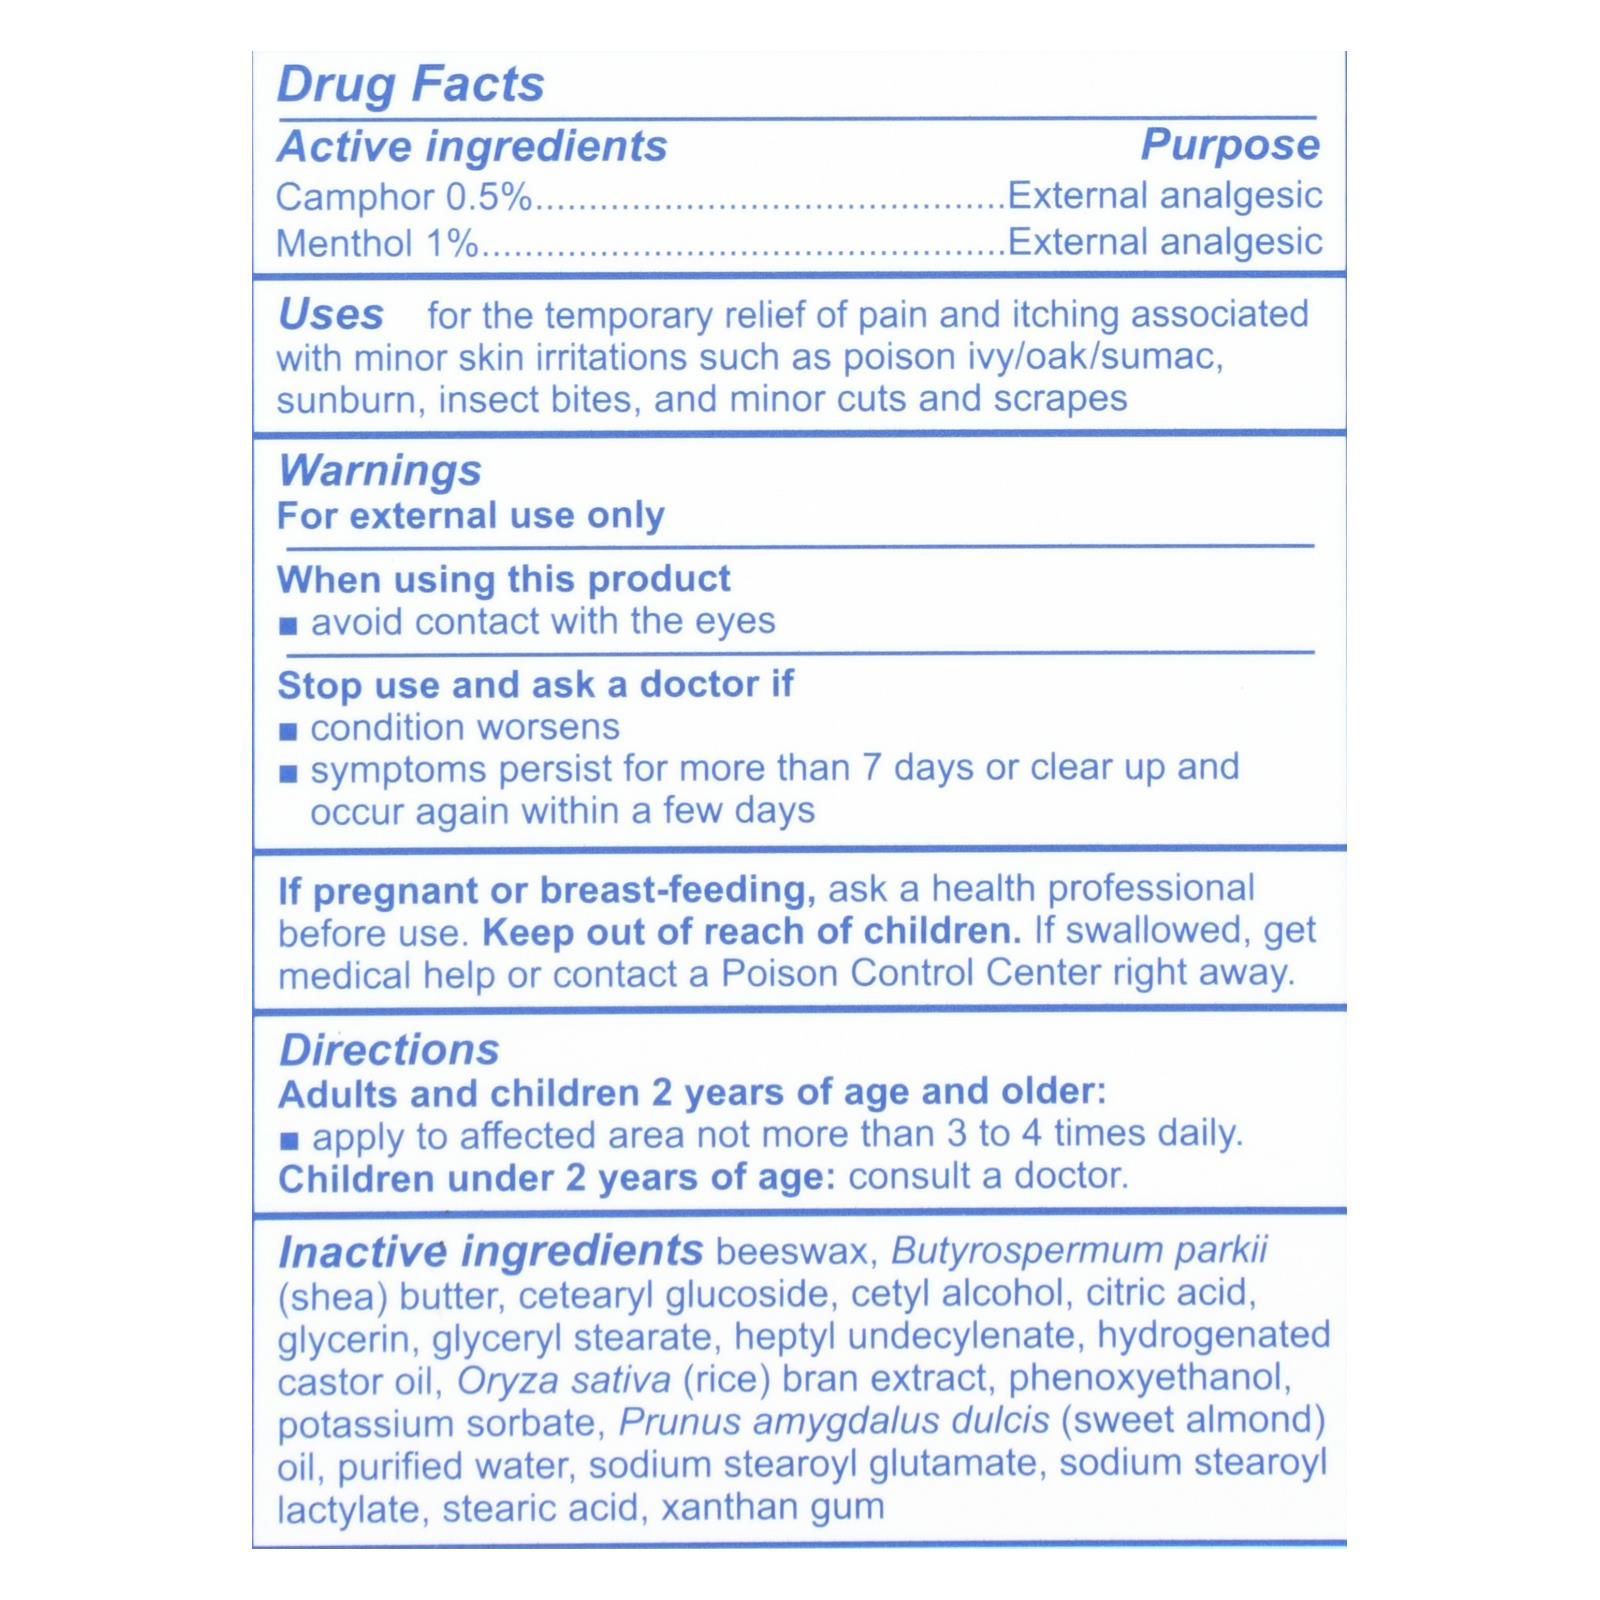 Drug Facts
Active ingredients Purpose
Camphor 0.5%............................................External analgesic
Menthol 1%.................................................External analgesic
Uses for the temporary relief of pain and itching associated
with minor skin irritations such as poison ivy/oak/sumac,
sunburn, insect bites, and minor cuts and scrapes
Warnings
For external use only
When using this product
■ avoid contact with the eyes
Stop use and ask a doctor if
■ condition worsens
■ symptoms persist for more than 7 days or clear up and
occur again within a few days
If pregnant or breast-feeding, ask a health professional
before use. Keep out of reach of children. If swallowed, get
medical help or contact a Poison Control Center right away.
Directions
Adults and children 2 years of age and older:
■ apply to affected area not more than 3 to 4 times daily.
Children under 2 years of age: consult a doctor.
Inactive ingredients beeswax, Butyrospermum parkii
(shea) butter, cetearyl glucoside, cetyl alcohol, citric acid,
glycerin, glyceryl stearate, heptyl undecylenate, hydrogenated
castor oil, Oryza sativa (rice) bran extract, phenoxyethanol,
potassium sorbate, Prunus amygdalus dulcis (sweet almond)
oil, purified water, sodium stearoyl glutamate, sodium stearoyl
lactylate, stearic acid, xanthan gum